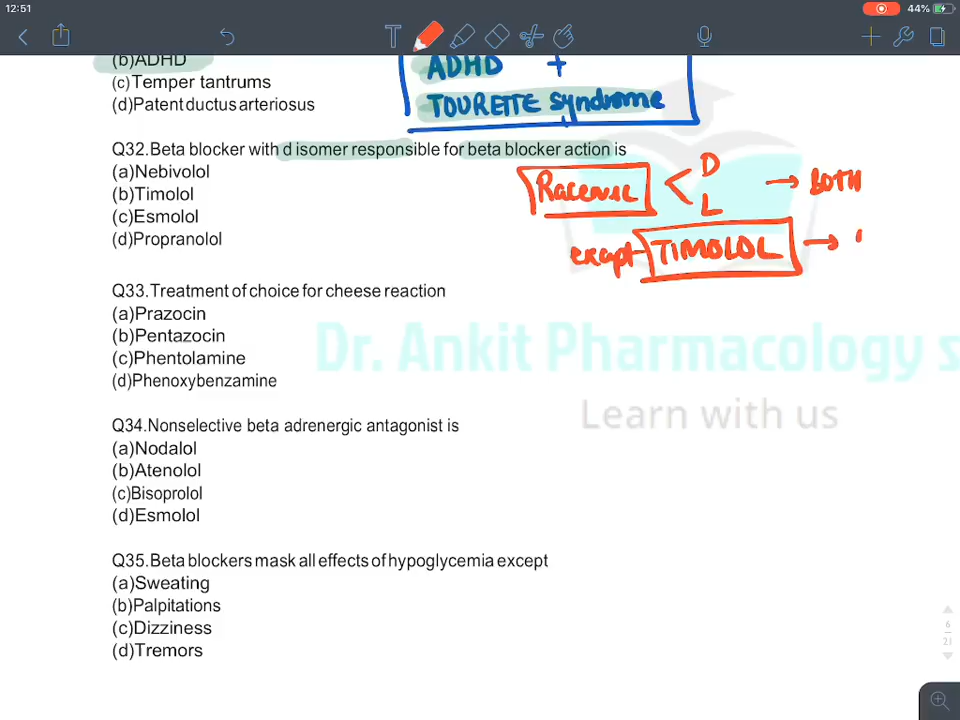 12:51
44%
T
(b)ADHD
ADHD +
(c)Temper tantrums
(d)Patent ductus arteriosus
TOURETTE syndrome
Q32.Beta blocker with d isomer responsible for beta blocker action is
(a)Nebivolol
(b)Timolol
(c)Esmolol
(d)Propranolol
Racemic < D L → BOTH
except TIMOLOL →
Q33.Treatment of choice for cheese reaction
(a)Prazocin
(b)Pentazocin
(c)Phentolamine
(d)Phenoxybenzamine
Dr. Ankit Pharmacology s
Learn with us
Q34.Nonselective beta adrenergic antagonist is
(a)Nodalol
(b)Atenolol
(c)Bisoprolol
(d)Esmolol
Q35.Beta blockers mask all effects of hypoglycemia except
(a)Sweating
(b)Palpitations
(c)Dizziness
(d)Tremors
6
21